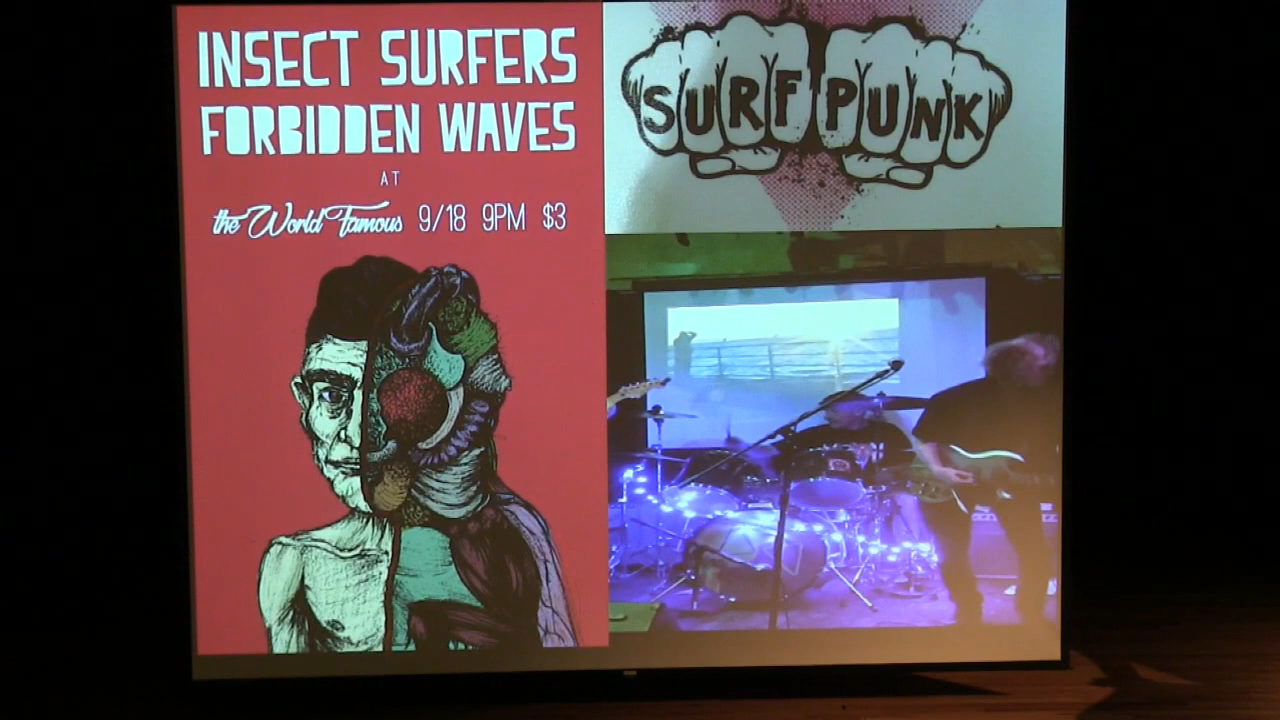 INSECT SURFERS
FORBIDDEN WAVES
AT
the World Famous 9/18 9PM $3
SURF PUNK